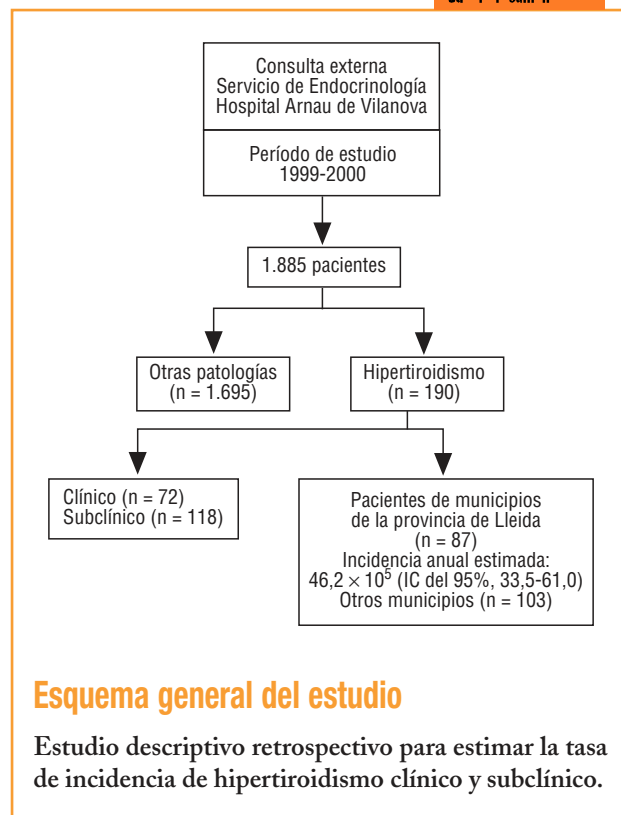 Consulta externa
Servicio de Endocrinología
Hospital Arnau de Vilanova
Período de estudio
1999-2000
1.885 pacientes
Otras patologías
(n = 1.695)
Hipertiroidismo
(n = 190)
Clínico (n = 72)
Subclínico (n = 118)
Pacientes de municipios
de la provincia de Lleida
(n = 87)
Incidencia anual estimada:
46,2 × 10⁵ (IC del 95%, 33,5-61,0)
Otros municipios (n = 103)
Esquema general del estudio
Estudio descriptivo retrospectivo para estimar la tasa
de incidencia de hipertiroidismo clínico y subclínico.